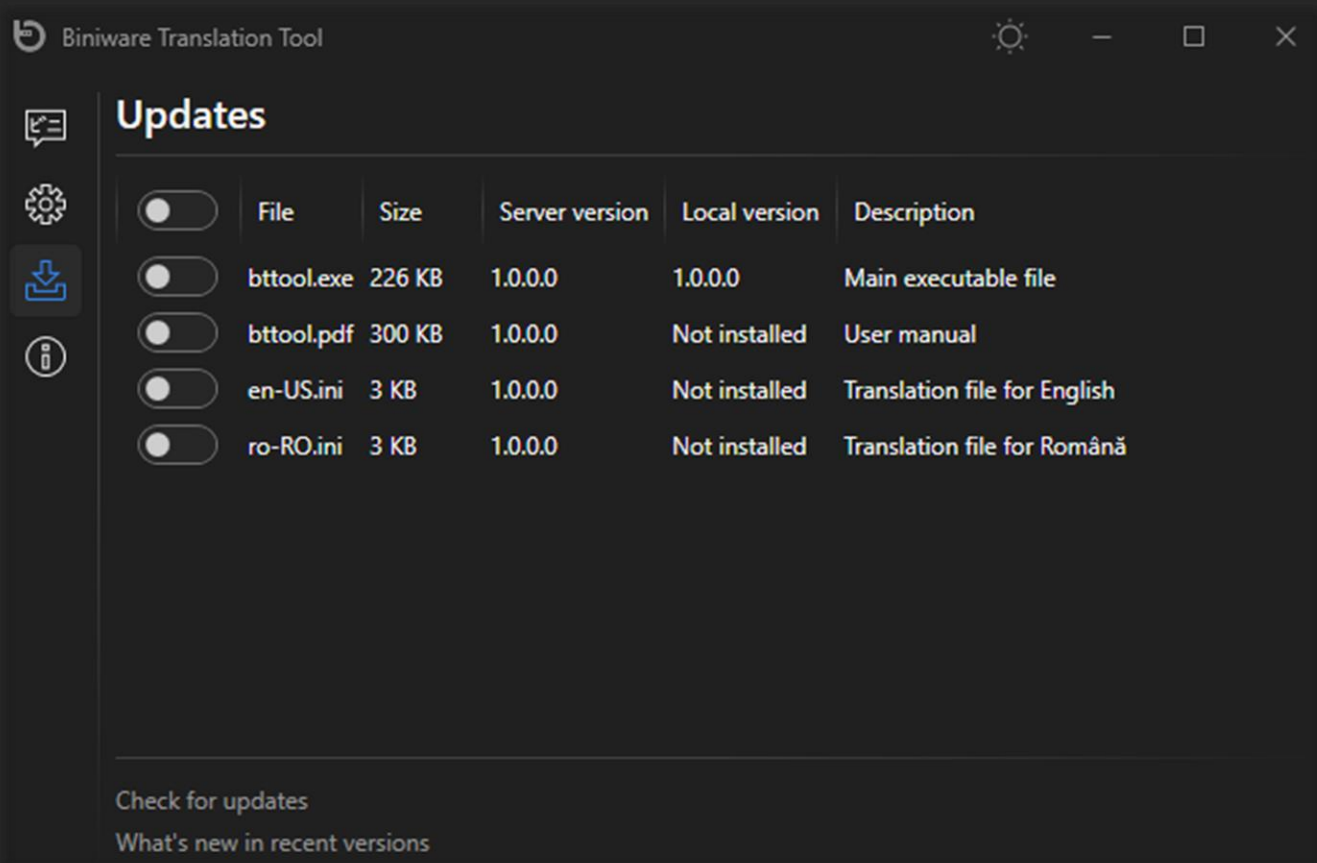 Biniware Translation Tool
Updates
File Size Server version Local version Description
bttool.exe 226 KB 1.0.0.0 1.0.0.0 Main executable file
bttool.pdf 300 KB 1.0.0.0 Not installed User manual
en-US.ini 3 KB 1.0.0.0 Not installed Translation file for English
ro-RO.ini 3 KB 1.0.0.0 Not installed Translation file for Română
Check for updates
What's new in recent versions